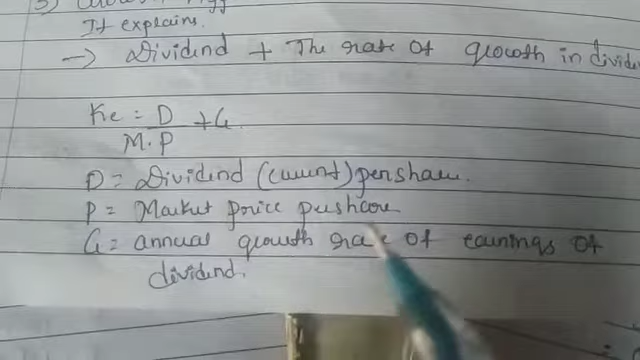 3)
It explains.
→ Dividend + The rate of growth in divide
Ke = D + G
M.P
D = Dividend (current) pershare.
P = Market price pershare
G = annual growth rate of earnings of
dividend.